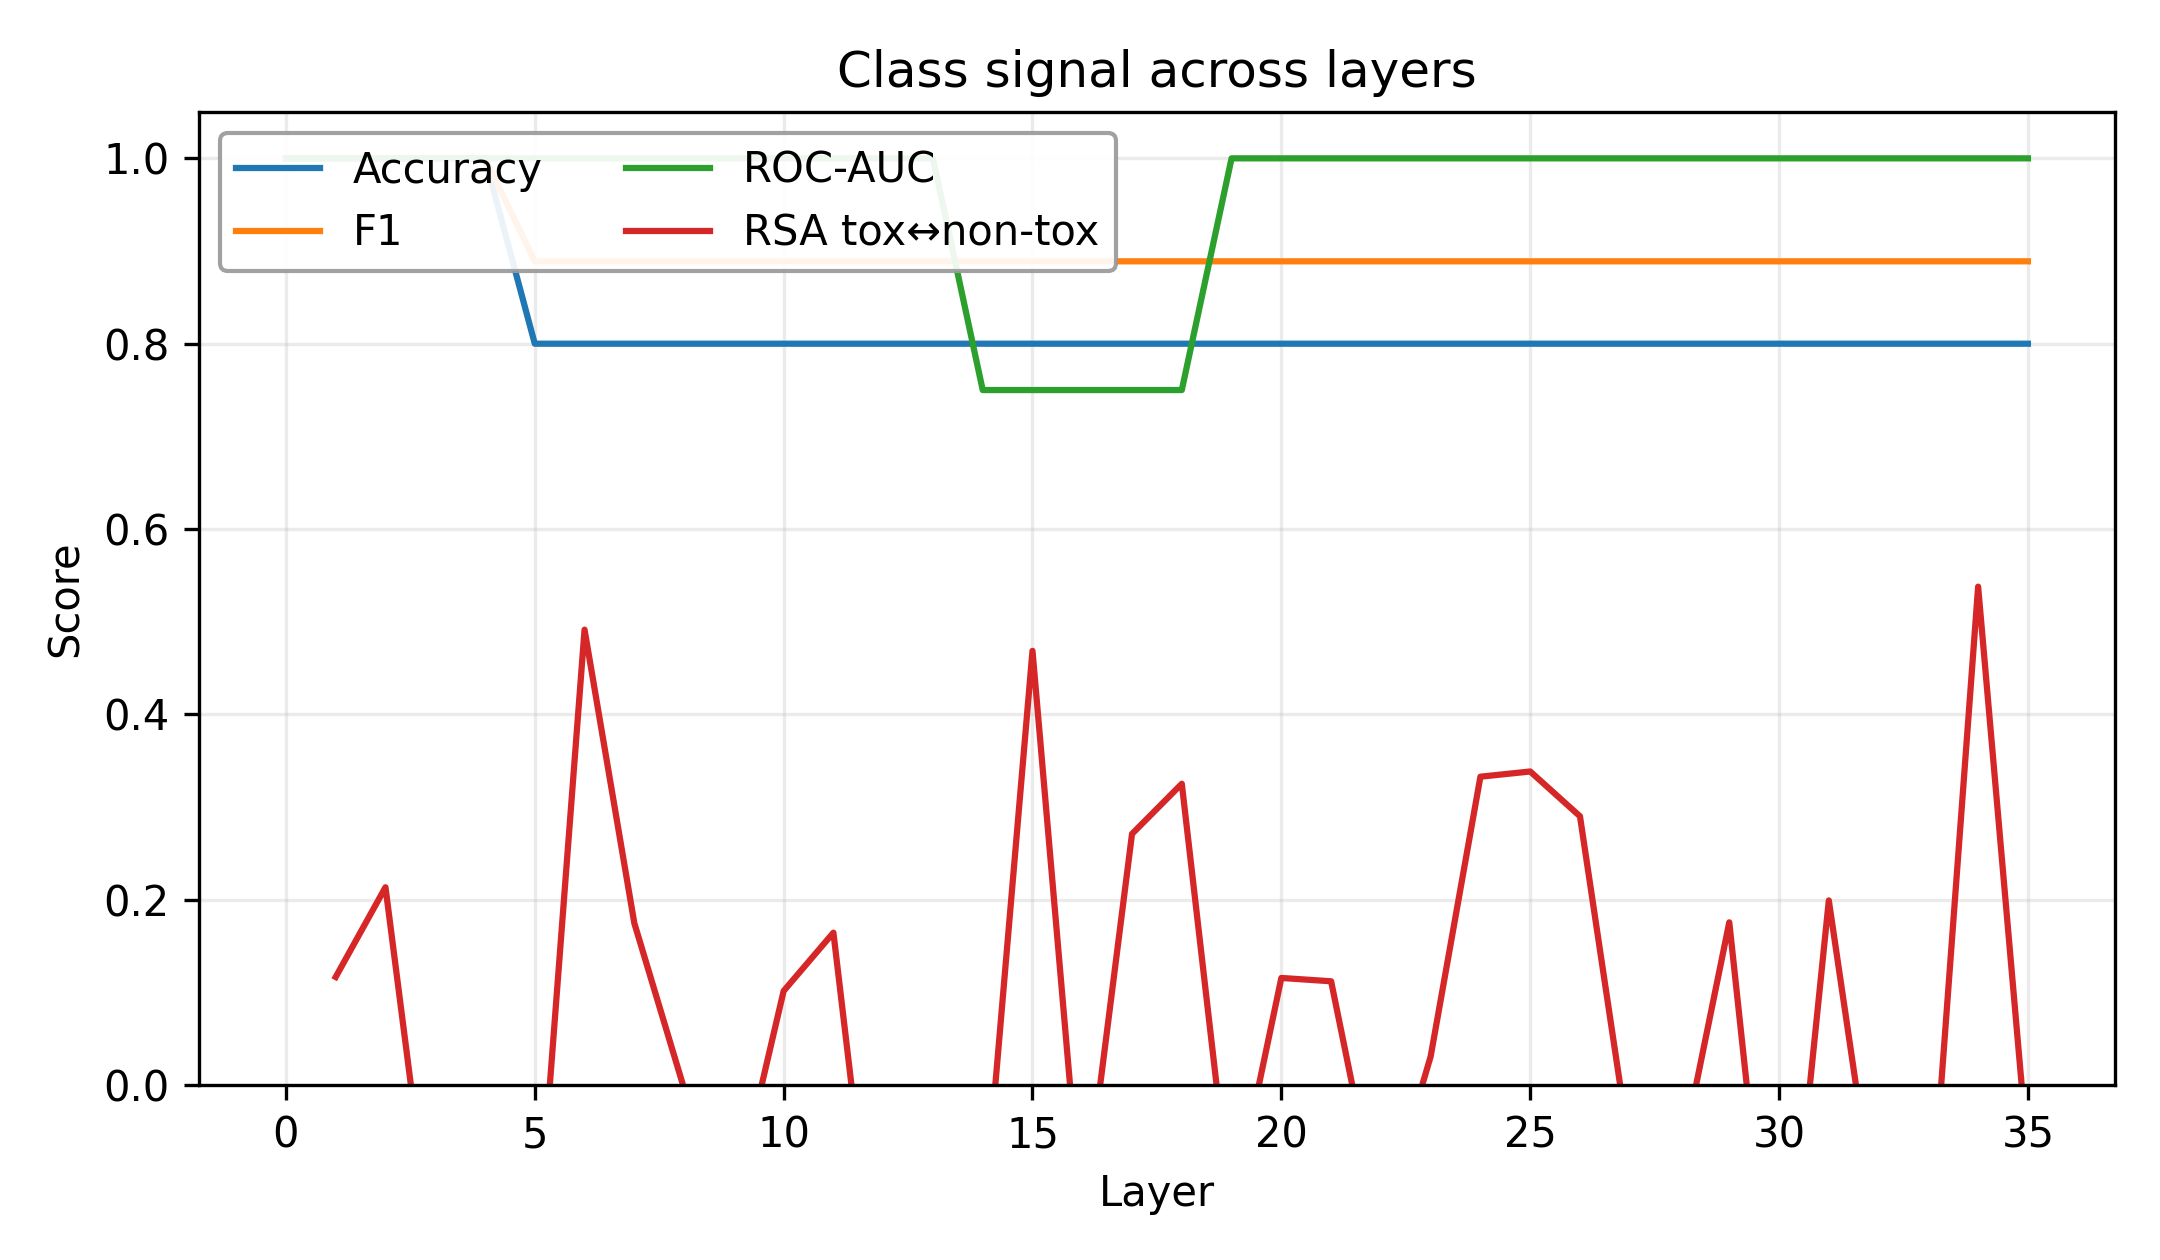 Class signal across layers
Accuracy
F1
ROC-AUC
RSA tox↔non-tox
1.0
0.8
0.6
0.4
0.2
0.0
Score
0
5
10
15
20
25
30
35
Layer